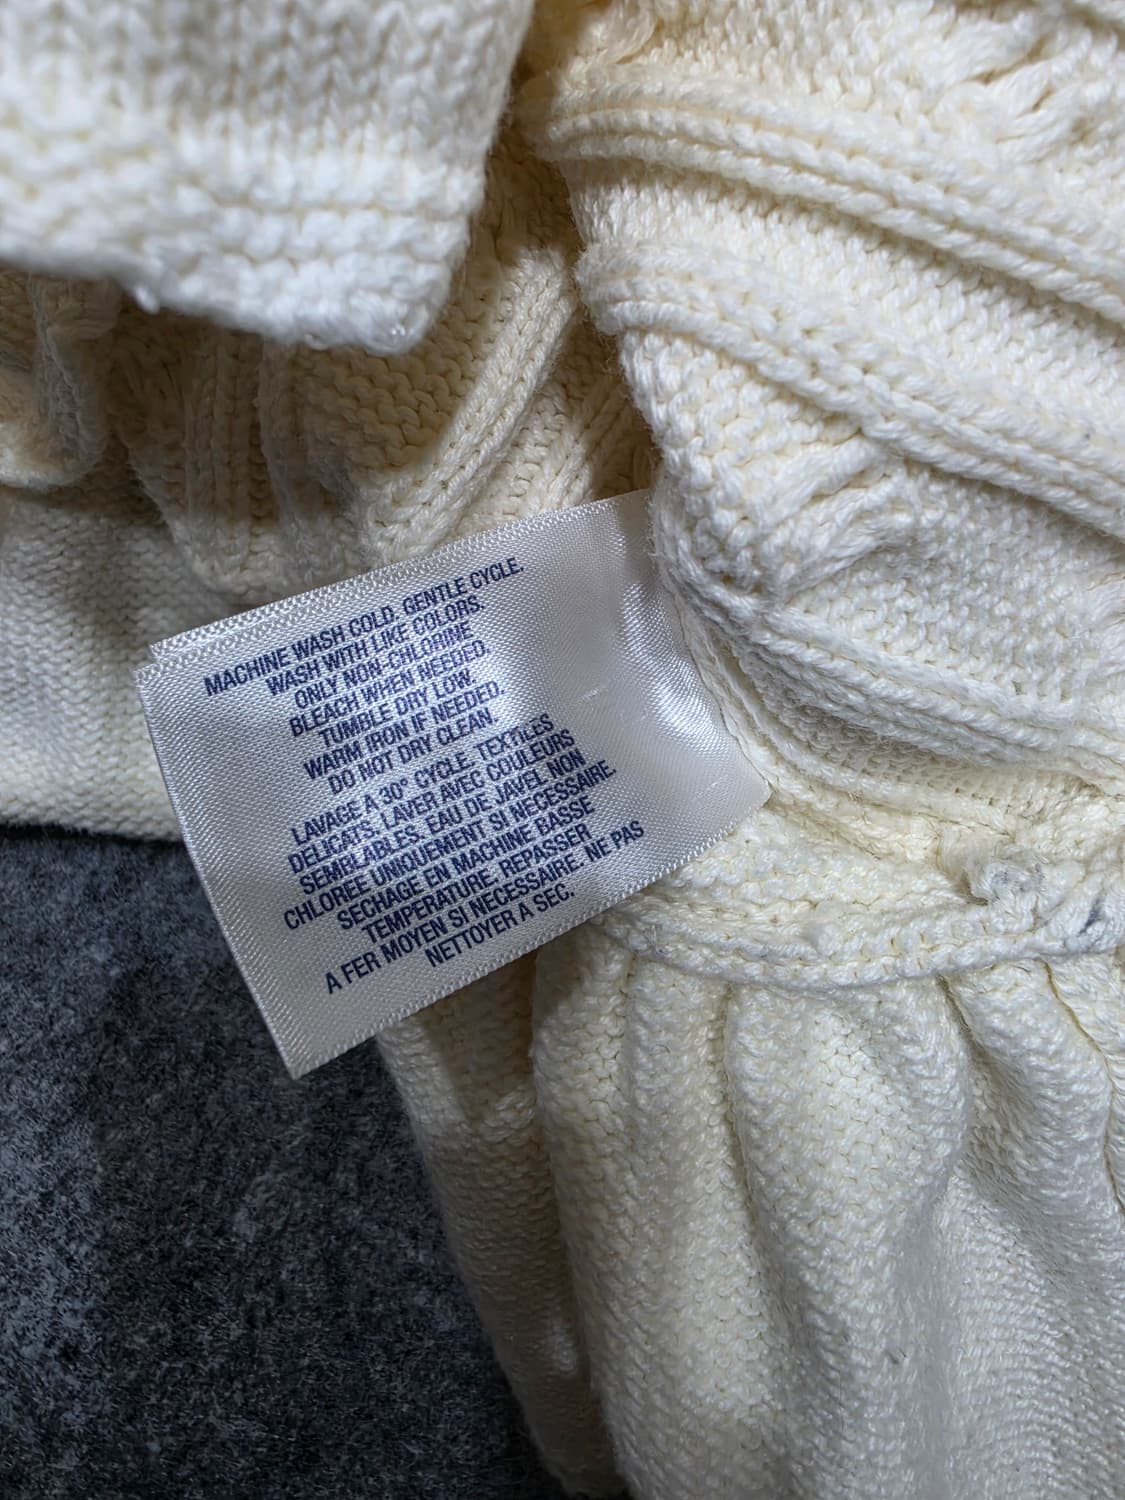 MACHINE WASH COLD, GENTLE CYCLE.
WASH WITH LIKE COLORS.
ONLY NON-CHLORINE
BLEACH WHEN NEEDED.
TUMBLE DRY LOW.
WARM IRON IF NEEDED.
DO NOT DRY CLEAN.
LAVAGE A 30° CYCLE TEXTILES
DELICATS. LAVER AVEC COULEURS
SEMBLABLES. EAU DE JAVEL NON
CHLOREE UNIQUEMENT SI NECESSAIRE.
SECHAGE EN MACHINE BASSE
TEMPERATURE. REPASSER
A FER MOYEN SI NECESSAIRE. NE PAS
NETTOYER A SEC.